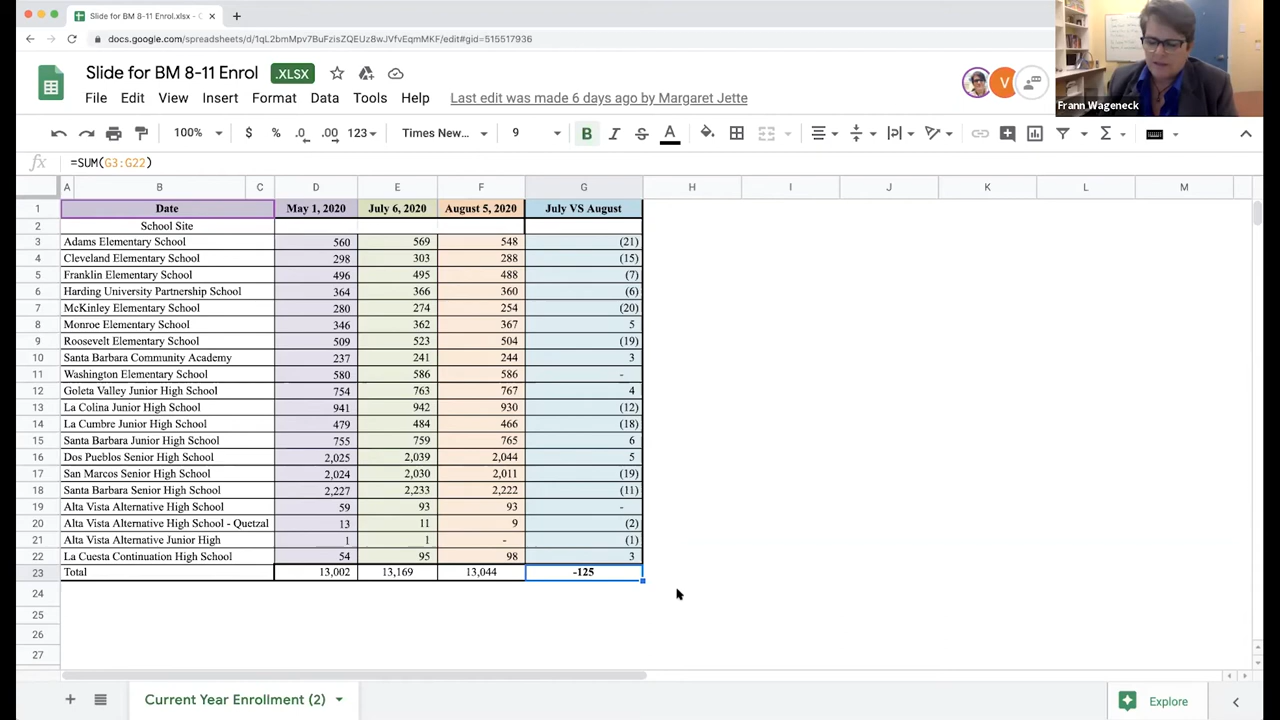 Slide for BM 8-11 Enrol.xlsx - G
docs.google.com/spreadsheets/d/1qL2bmMpv7BuFzisZQEUz8wJVfvEqmMKF/edit#gid=515517936
Slide for BM 8-11 Enrol .XLSX
File Edit View Insert Format Data Tools Help Last edit was made 6 days ago by Margaret Jette
V
Frann Wageneck
100% $ % .0 .00 123 Times New... 9 B I S A
fx =SUM(G3:G22)
A B C D E F G H I J K L M
1 Date May 1, 2020 July 6, 2020 August 5, 2020 July VS August
2 School Site
3 Adams Elementary School 560 569 548 (21)
4 Cleveland Elementary School 298 303 288 (15)
5 Franklin Elementary School 496 495 488 (7)
6 Harding University Partnership School 364 366 360 (6)
7 McKinley Elementary School 280 274 254 (20)
8 Monroe Elementary School 346 362 367 5
9 Roosevelt Elementary School 509 523 504 (19)
10 Santa Barbara Community Academy 237 241 244 3
11 Washington Elementary School 580 586 586 -
12 Goleta Valley Junior High School 754 763 767 4
13 La Colina Junior High School 941 942 930 (12)
14 La Cumbre Junior High School 479 484 466 (18)
15 Santa Barbara Junior High School 755 759 765 6
16 Dos Pueblos Senior High School 2,025 2,039 2,044 5
17 San Marcos Senior High School 2,024 2,030 2,011 (19)
18 Santa Barbara Senior High School 2,227 2,233 2,222 (11)
19 Alta Vista Alternative High School 59 93 93 -
20 Alta Vista Alternative High School - Quetzal 13 11 9 (2)
21 Alta Vista Alternative Junior High 1 1 - (1)
22 La Cuesta Continuation High School 54 95 98 3
23 Total 13,002 13,169 13,044 -125
24
25
26
27
Current Year Enrollment (2) Explore